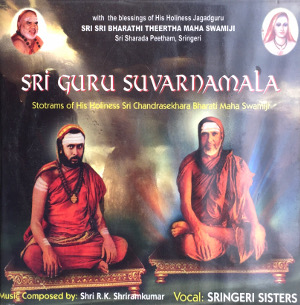 with the blessings of His Holiness Jagadguru
SRI SRI BHARATHI THEERTHA MAHA SWAMIJI
Sri Sharada Peetham, Sringeri
SRI GURU SUVARNAMALA
Stotrams of His Holiness Sri Chandrasekhara Bharati Maha Swamiji
Music Composed by: Shri R.K. Shriramkumar
Vocal: SRINGERI SISTERS